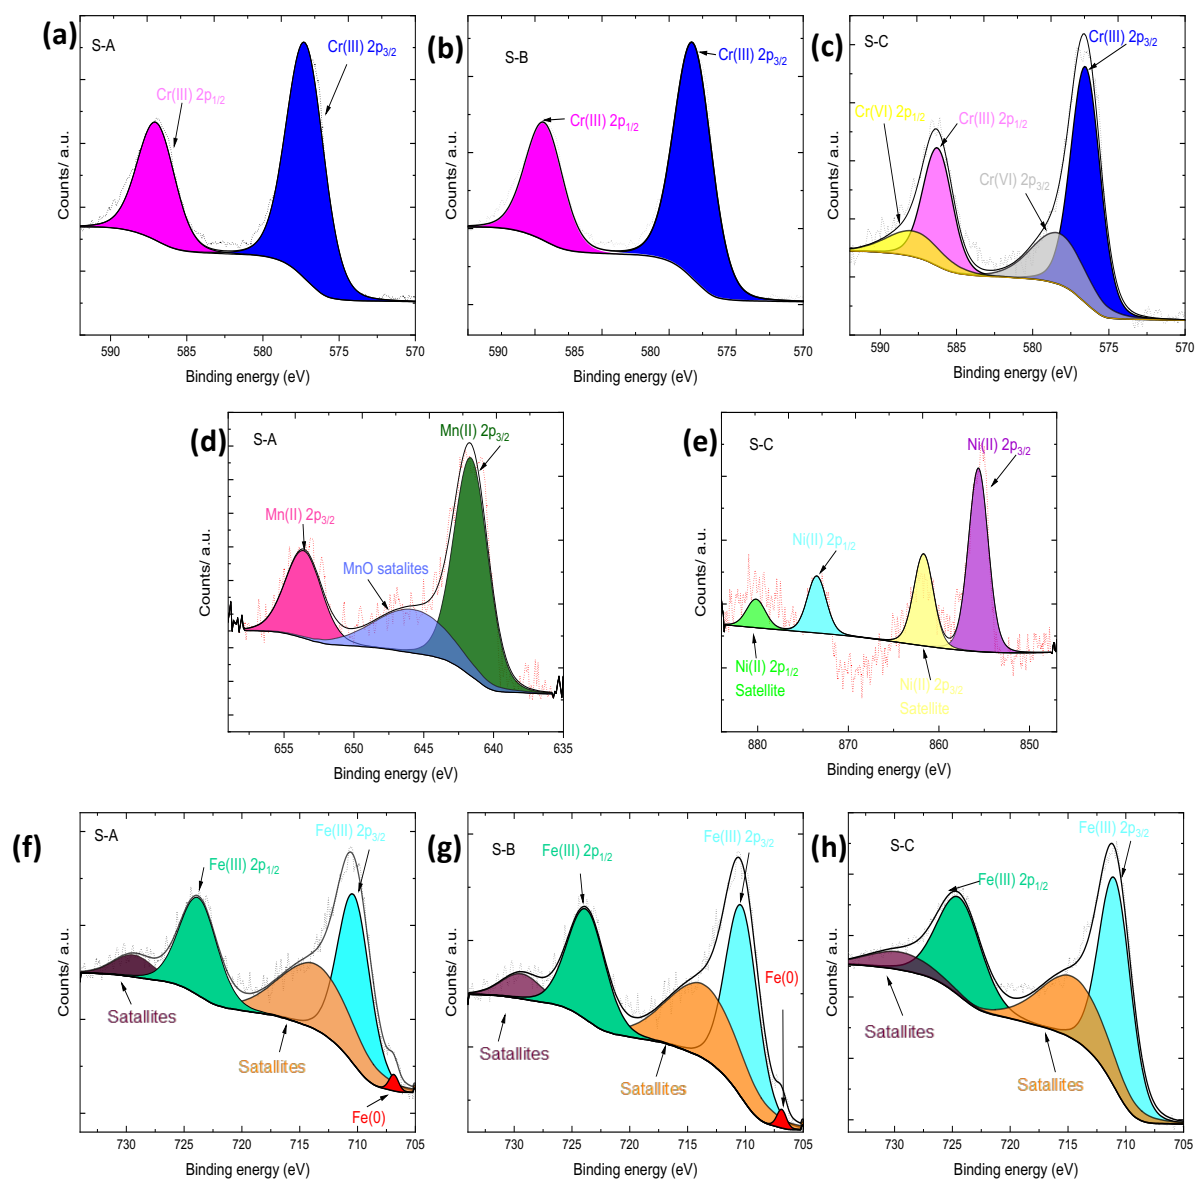 (a)
S-A
Cr(III) 2p3/2
Cr(III) 2p1/2
Counts/ a.u.
590 585 580 575 570
Binding energy (eV)
(b)
S-B
Cr(III) 2p3/2
Cr(III) 2p1/2
Counts/ a.u.
590 585 580 575 570
Binding energy (eV)
(c)
S-C
Cr(III) 2p3/2
Cr(VI) 2p1/2
Cr(III) 2p1/2
Cr(VI) 2p3/2
Counts/ a.u.
590 585 580 575 570
Binding energy (eV)
(d)
S-A
Mn(II) 2p3/2
Mn(II) 2p3/2
MnO satalites
Counts/ a.u.
655 650 645 640 635
Binding energy (eV)
(e)
S-C
Ni(II) 2p3/2
Ni(II) 2p1/2
Ni(II) 2p1/2
Satellite
Ni(II) 2p3/2
Satellite
Counts/ a.u.
880 870 860 850
Binding energy (eV)
(f)
S-A
Fe(III) 2p3/2
Fe(III) 2p1/2
Satallites
Satallites
Fe(0)
Counts/ a.u.
730 725 720 715 710 705
Binding energy (eV)
(g)
S-B
Fe(III) 2p3/2
Fe(III) 2p1/2
Fe(0)
Satallites
Satallites
Counts/ a.u.
730 725 720 715 710 705
Binding energy (eV)
(h)
S-C
Fe(III) 2p3/2
Fe(III) 2p1/2
Satallites
Satallites
Counts/ a.u.
730 725 720 715 710 705
Binding energy (eV)